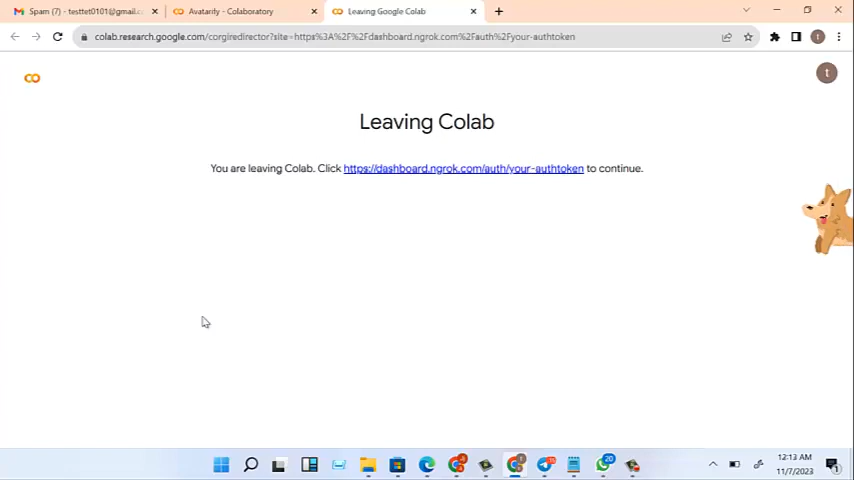 Spam (7) - testtet0101@gmail.c
Avatarify - Colaboratory
Leaving Google Colab
colab.research.google.com/corgiredirector?site=https%3A%2F%2Fdashboard.ngrok.com%2Fauth%2Fyour-authtoken
t
t
Leaving Colab
You are leaving Colab. Click https://dashboard.ngrok.com/auth/your-authtoken to continue.
20
12:13 AM
11/7/2023